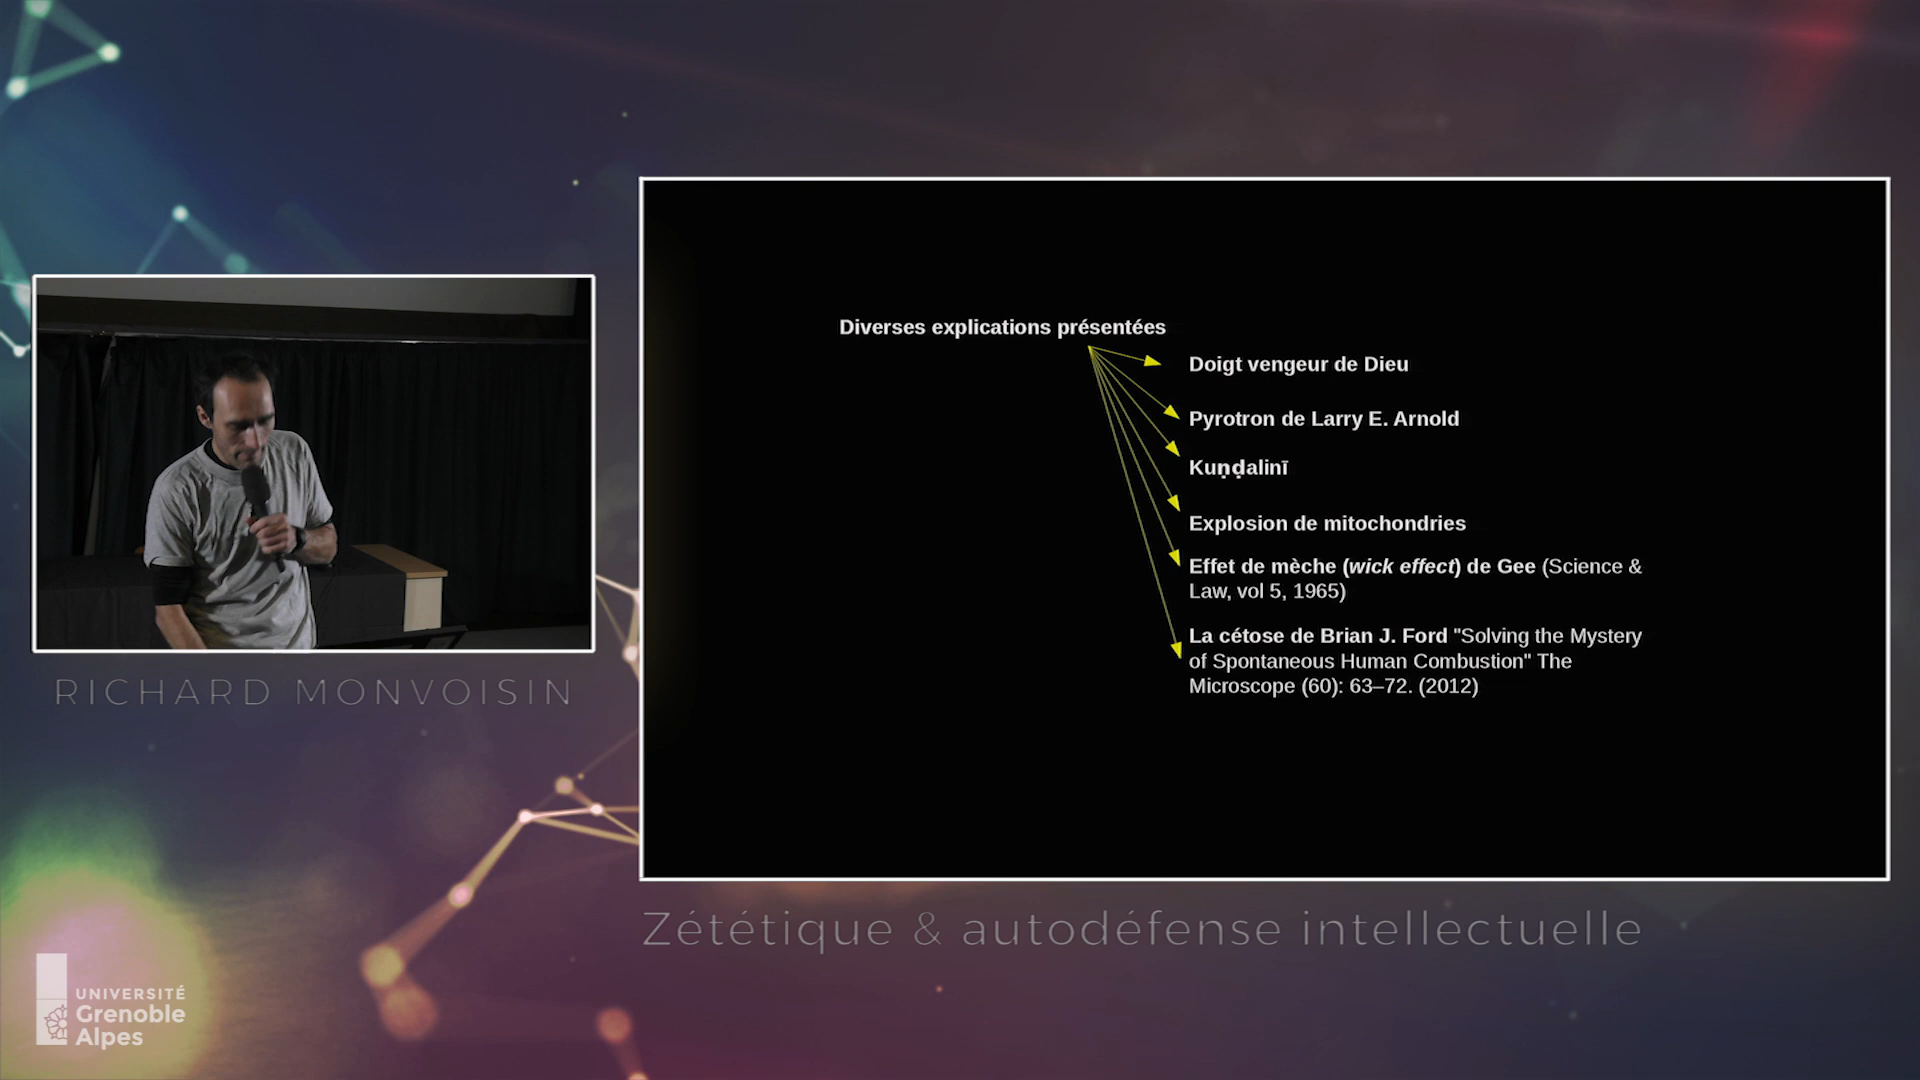 Diverses explications présentées
Doigt vengeur de Dieu
Pyrotron de Larry E. Arnold
Kuṇḍalinī
Explosion de mitochondries
Effet de mèche (wick effect) de Gee (Science &
Law, vol 5, 1965)
La cétose de Brian J. Ford "Solving the Mystery
of Spontaneous Human Combustion" The
Microscope (60): 63–72. (2012)
RICHARD MONVOISIN
Zététique & autodéfense intellectuelle
UNIVERSITÉ
Grenoble
Alpes